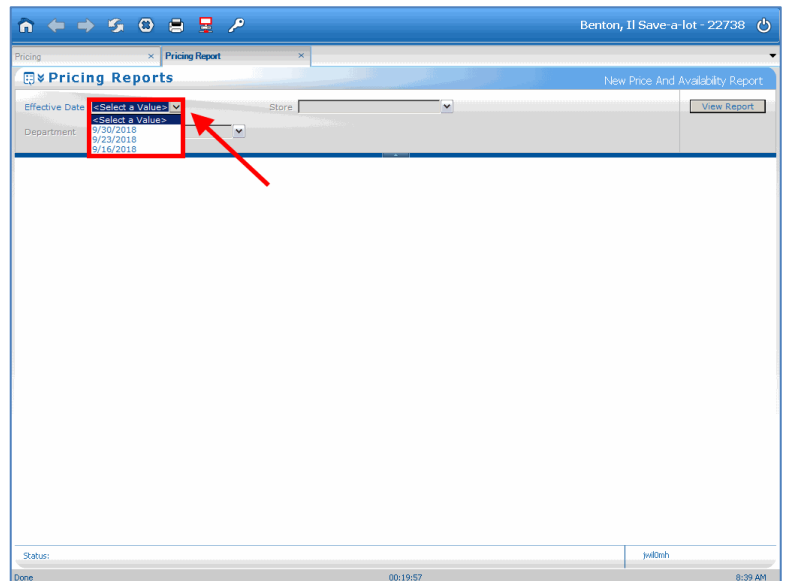 Benton, Il Save-a-lot - 22738
Pricing × Pricing Report ×
Pricing Reports New Price And Availability Report
Effective Date <Select a Value> Store View Report
<Select a Value>
Department 9/30/2018
9/23/2018
9/16/2018
Status: jwil0mh
Done 00:19:57 8:39 AM